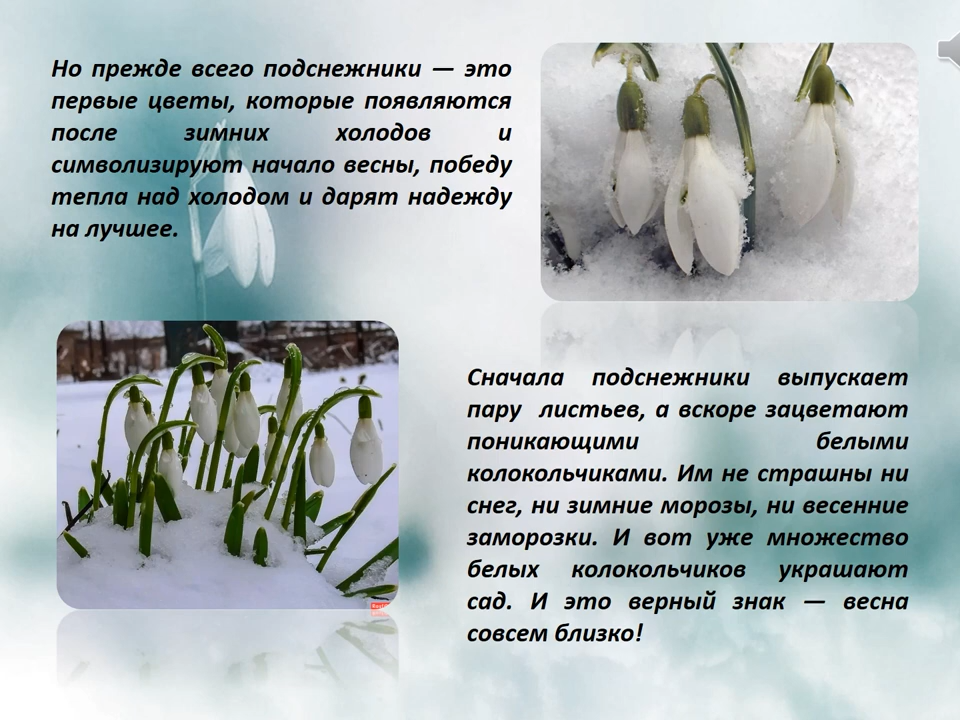 Но прежде всего подснежники — это
первые цветы, которые появляются
после зимних холодов и
символизируют начало весны, победу
тепла над холодом и дарят надежду
на лучшее.
Сначала подснежники выпускает
пару листьев, а вскоре зацветают
поникающими белыми
колокольчиками. Им не страшны ни
снег, ни зимние морозы, ни весенние
заморозки. И вот уже множество
белых колокольчиков украшают
сад. И это верный знак — весна
совсем близко!